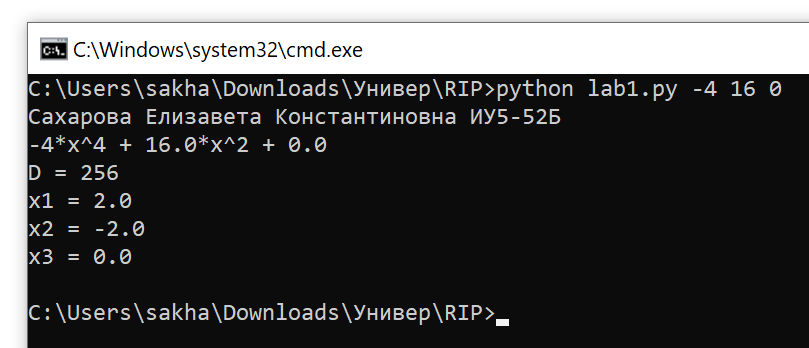 C:\Windows\system32\cmd.exe
C:\Users\sakha\Downloads\Универ\RIP>python lab1.py -4 16 0
Сахарова Елизавета Константиновна ИУ5-52Б
-4*x^4 + 16.0*x^2 + 0.0
D = 256
x1 = 2.0
x2 = -2.0
x3 = 0.0
C:\Users\sakha\Downloads\Универ\RIP>